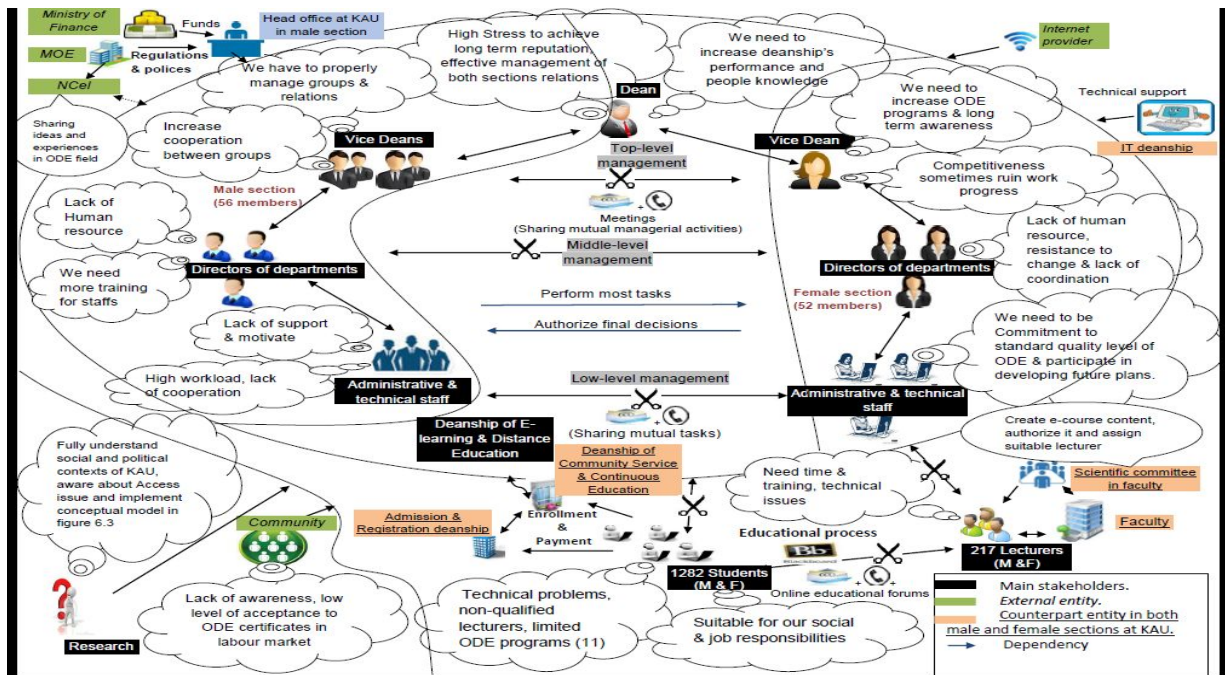 Ministry of
Finance
Funds
MOE
Regulations
& polices
NCel
Head office at KAU
in male section
We have to properly
manage groups &
relations
High Stress to achieve
long term reputation,
effective management of
both sections relations
Dean
We need to
increase deanship's
performance and
people knowledge
Internet
provider
Technical support
IT deanship
We need to
increase ODE
programs & long
term awareness
Sharing
ideas and
experiences
in ODE field
Increase
cooperation
between groups
Vice Deans
Top-level
management
Vice Dean
Competitiveness
sometimes ruin work
progress
Male section
(56 members)
Meetings
(Sharing mutual managerial activities)
Lack of
Human
resource
Directors of departments
Middle-level
management
Directors of departments
Lack of human
resource,
resistance to
change & lack of
coordination
We need
more training
for staffs
Perform most tasks
Female section
(52 members)
Authorize final decisions
Lack of support
& motivate
We need to be
Commitment to
standard quality level of
ODE & participate in
developing future plans.
High workload, lack
of cooperation
Administrative &
technical staff
Low-level management
(Sharing mutual tasks)
Administrative & technical
staff
Deanship of E-
learning & Distance
Education
Deanship of
Community Service
& Continuous
Education
Create e-course content,
authorize it and assign
suitable lecturer
Fully understand
social and political
contexts of KAU,
aware about Access
issue and implement
conceptual model in
figure 6.3
Need time &
training, technical
issues
Scientific committee
in faculty
Community
Admission &
Registration deanship
Enrollment
&
Payment
Educational process
Bb
Blackboard
Faculty
217 Lecturers
(M &F)
1282 Students
(M & F)
Online educational forums
Research
Lack of awareness, low
level of acceptance to
ODE certificates in
labour market
Technical problems,
non-qualified
lecturers, limited
ODE programs (11)
Suitable for our social
& job responsibilities
Main stakeholders.
External entity.
Counterpart entity in both
male and female sections at KAU.
Dependency